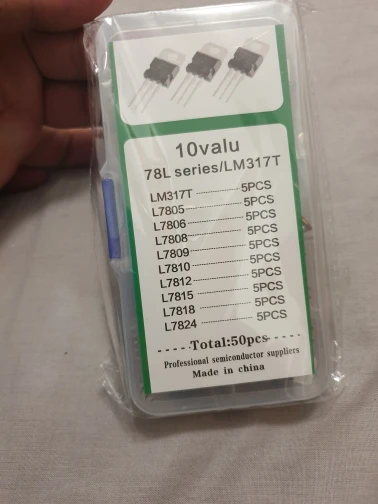 10valu
78L series/LM317T
LM317T ------------ 5PCS
L7805 ------------ 5PCS
L7806 ------------ 5PCS
L7808 ------------ 5PCS
L7809 ------------ 5PCS
L7810 ------------ 5PCS
L7812 ------------ 5PCS
L7815 ------------ 5PCS
L7818 ------------ 5PCS
L7824 ------------ 5PCS
-----Total:50pcs-----
Professional semiconductor suppliers
Made in china